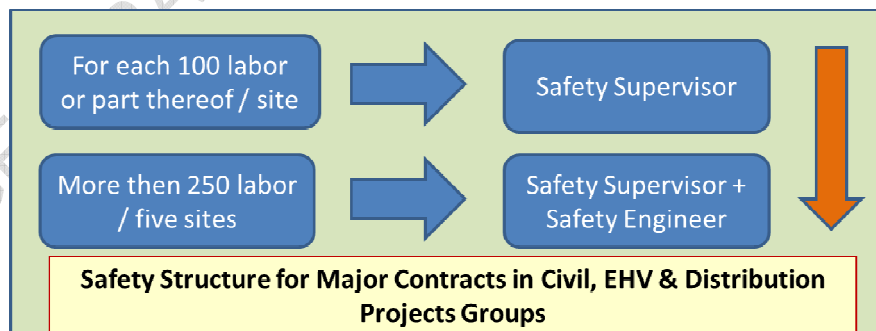 For each 100 labor
or part thereof / site
Safety Supervisor
More then 250 labor
/ five sites
Safety Supervisor +
Safety Engineer
Safety Structure for Major Contracts in Civil, EHV & Distribution
Projects Groups